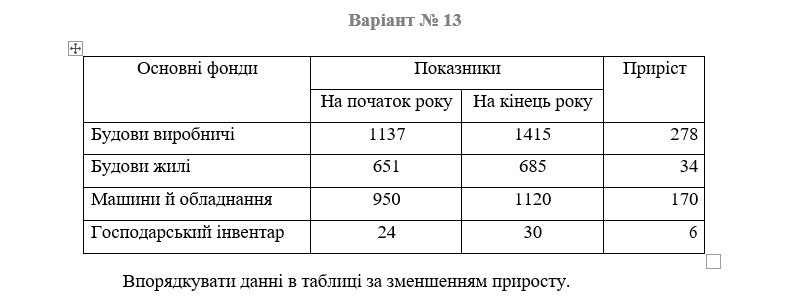 Варіант № 13
Основні фонди Показники Приріст
На початок року На кінець року
Будови виробничі 1137 1415 278
Будови жилі 651 685 34
Машини й обладнання 950 1120 170
Господарський інвентар 24 30 6
Впорядкувати данні в таблиці за зменшенням приросту.